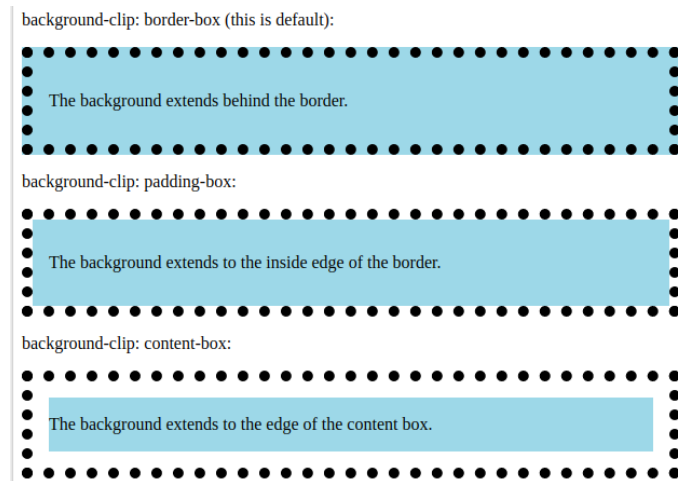 background-clip: border-box (this is default):
The background extends behind the border.
background-clip: padding-box:
The background extends to the inside edge of the border.
background-clip: content-box:
The background extends to the edge of the content box.